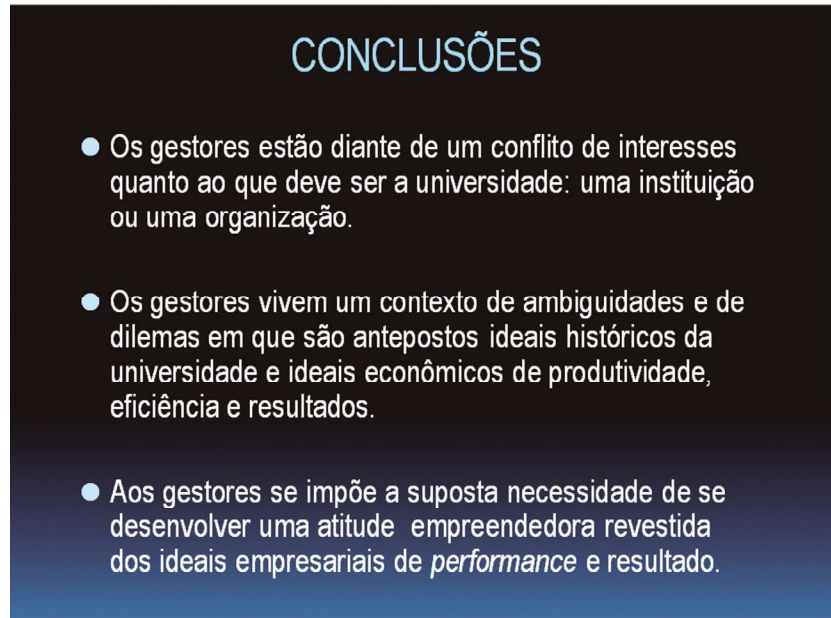 CONCLUSÕES
● Os gestores estão diante de um conflito de interesses
quanto ao que deve ser a universidade: uma instituição
ou uma organização.
● Os gestores vivem um contexto de ambiguidades e de
dilemas em que são antepostos ideais históricos da
universidade e ideais econômicos de produtividade,
eficiência e resultados.
● Aos gestores se impõe a suposta necessidade de se
desenvolver uma atitude empreendedora revestida
dos ideais empresariais de performance e resultado.